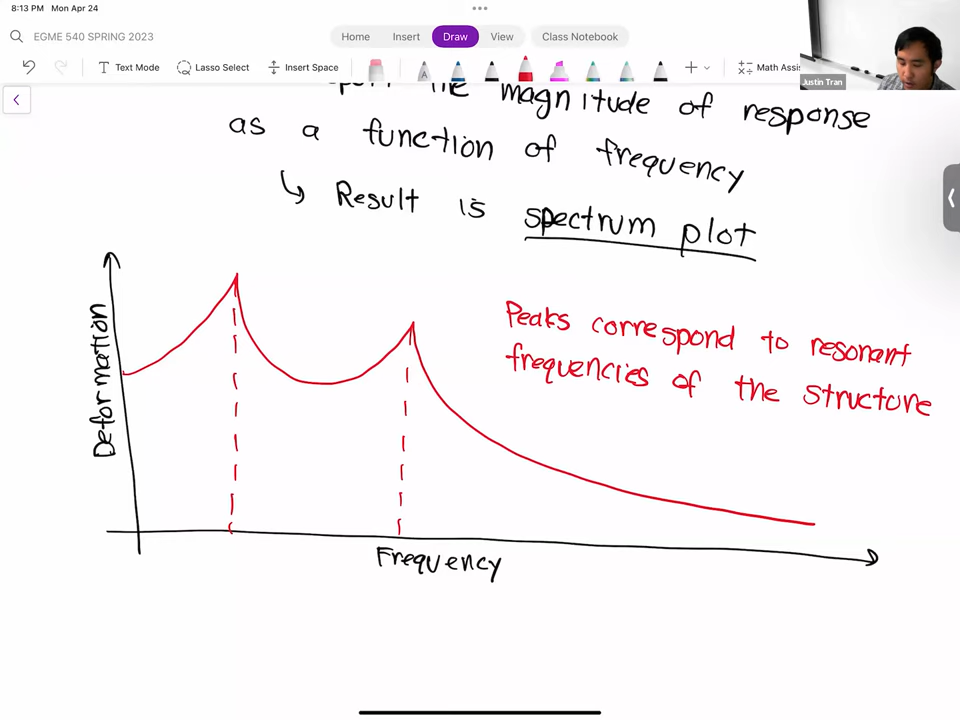 8:13 PM Mon Apr 24
EGME 540 SPRING 2023
Home Insert Draw View Class Notebook
Text Mode Lasso Select Insert Space Math Assis
Justin Tran
the magnitude of response
as a function of frequency
↳ Result is spectrum plot
Deformation
Peaks correspond to resonant
frequencies of the structure
Frequency